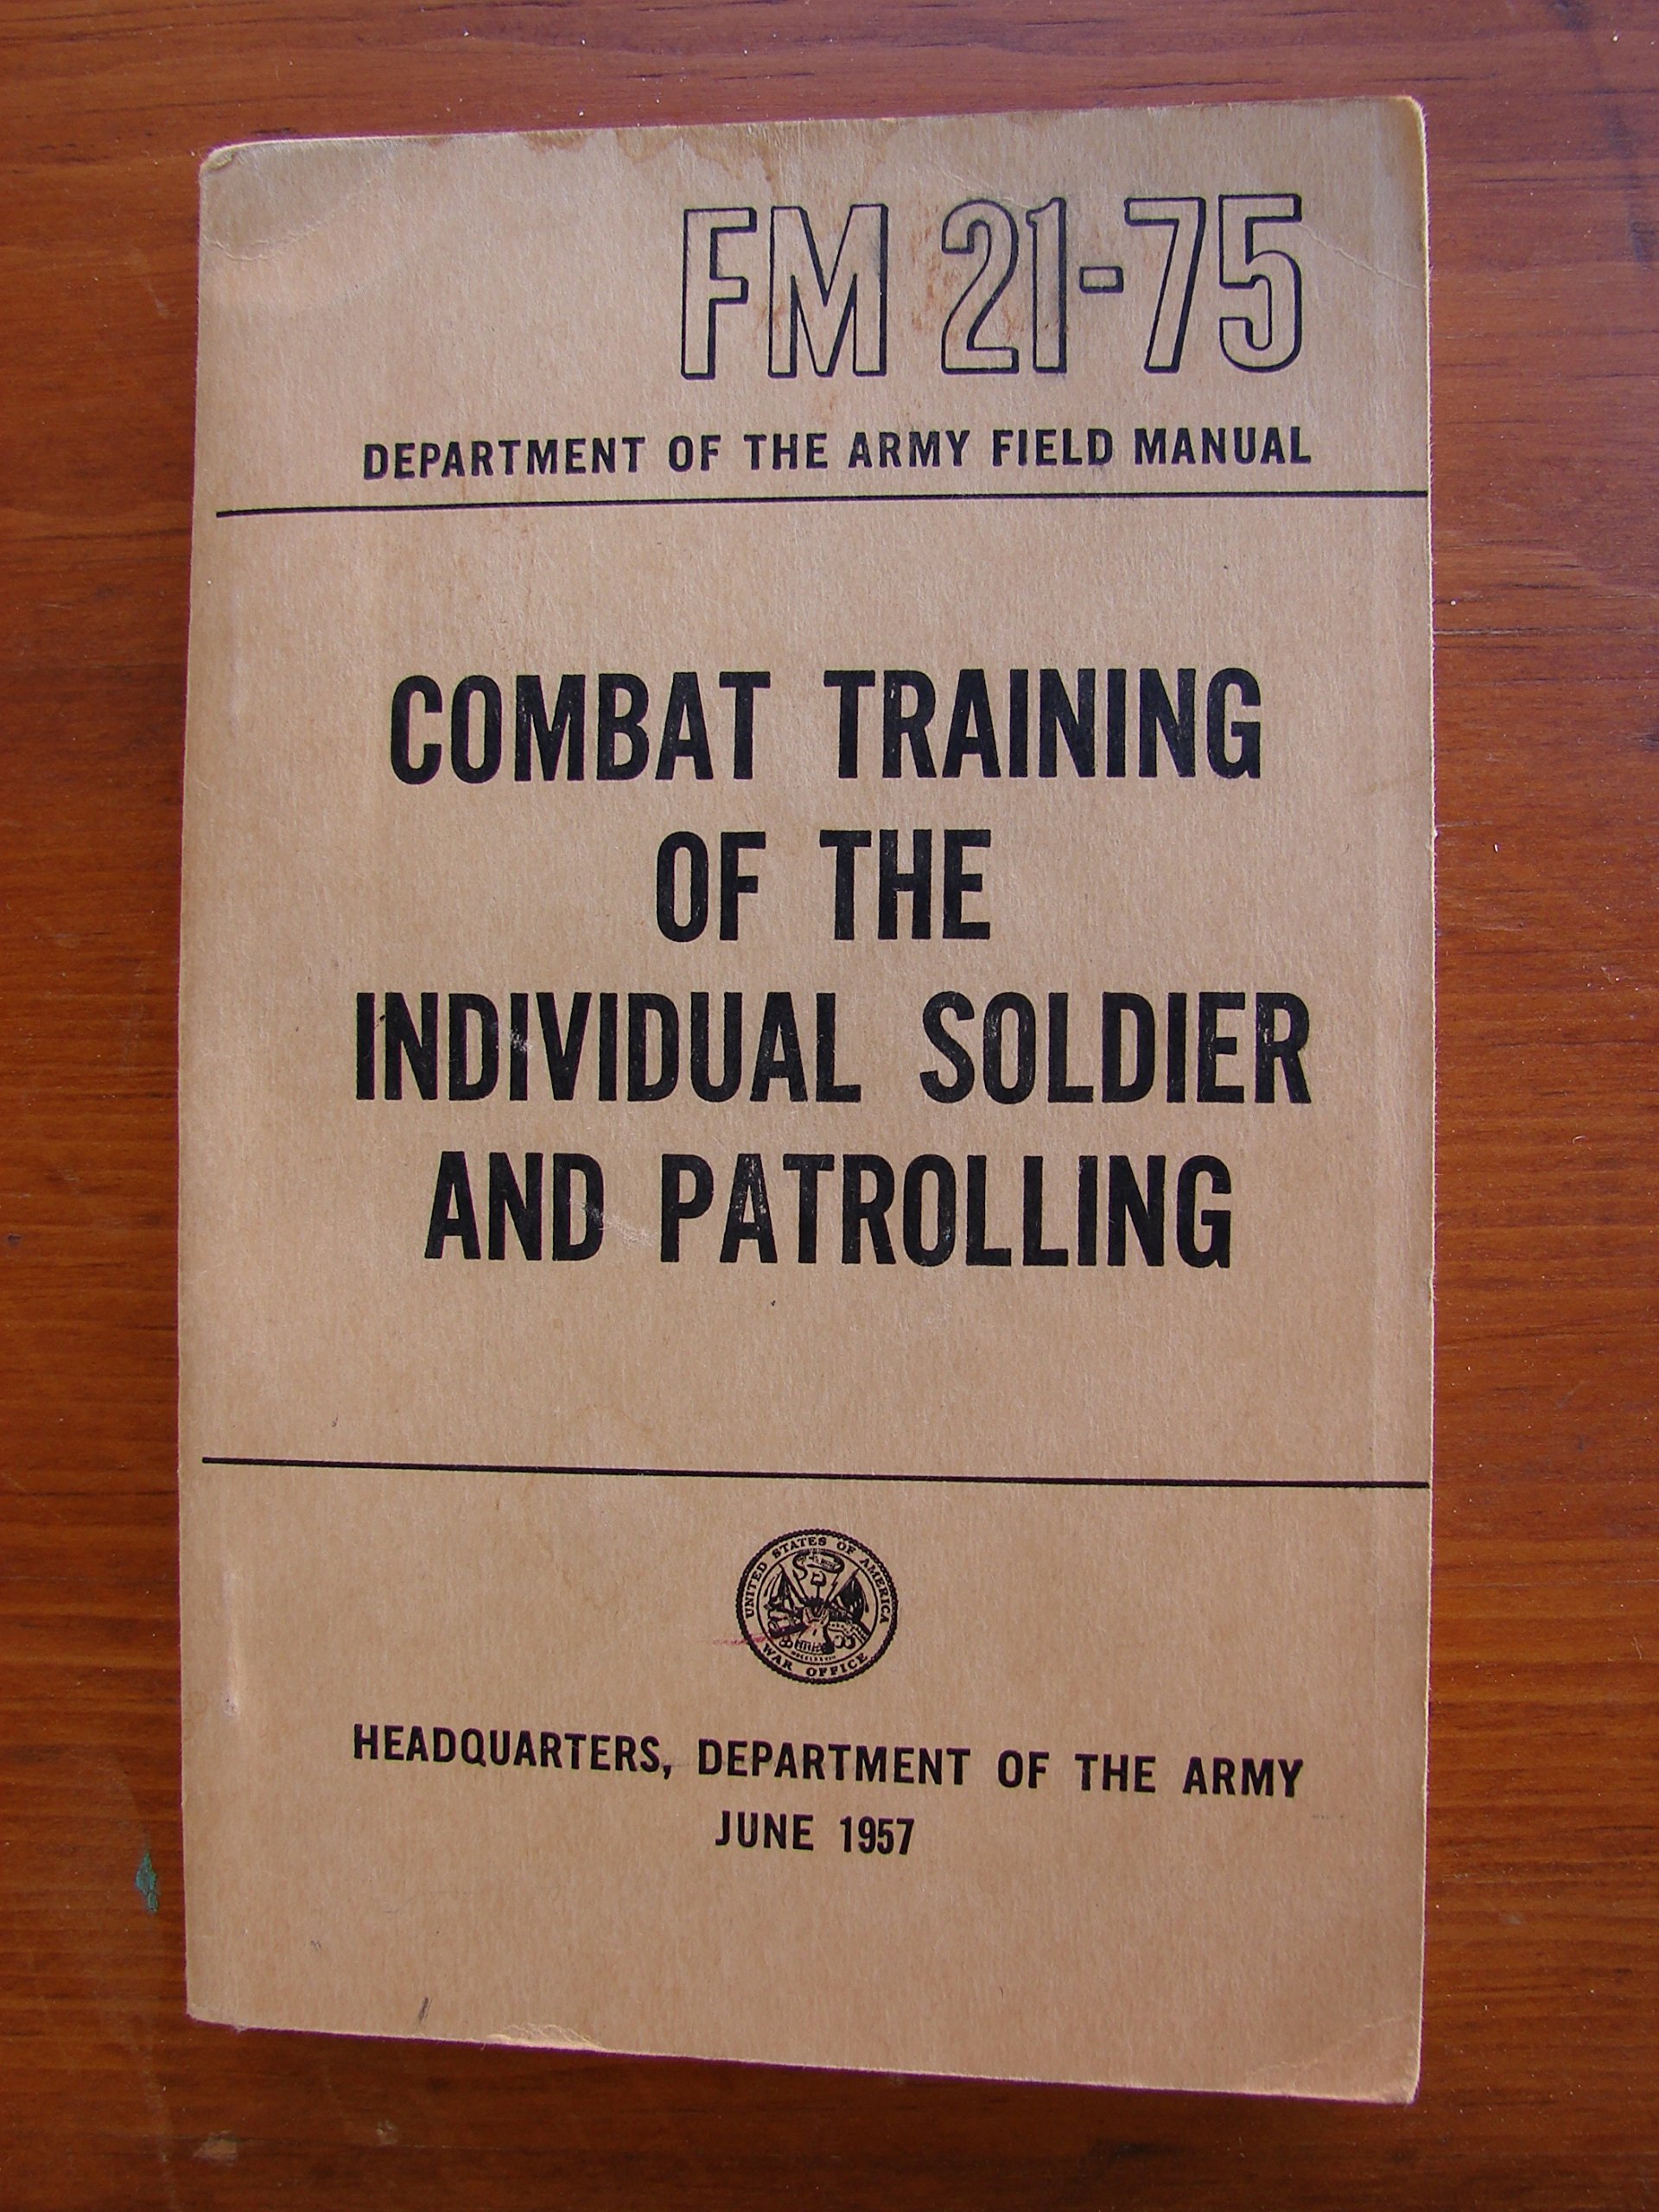 FM 21-75
DEPARTMENT OF THE ARMY FIELD MANUAL
COMBAT TRAINING
OF THE
INDIVIDUAL SOLDIER
AND PATROLLING
UNITED STATES OF AMERICA
WAR OFFICE
HEADQUARTERS, DEPARTMENT OF THE ARMY
JUNE 1957